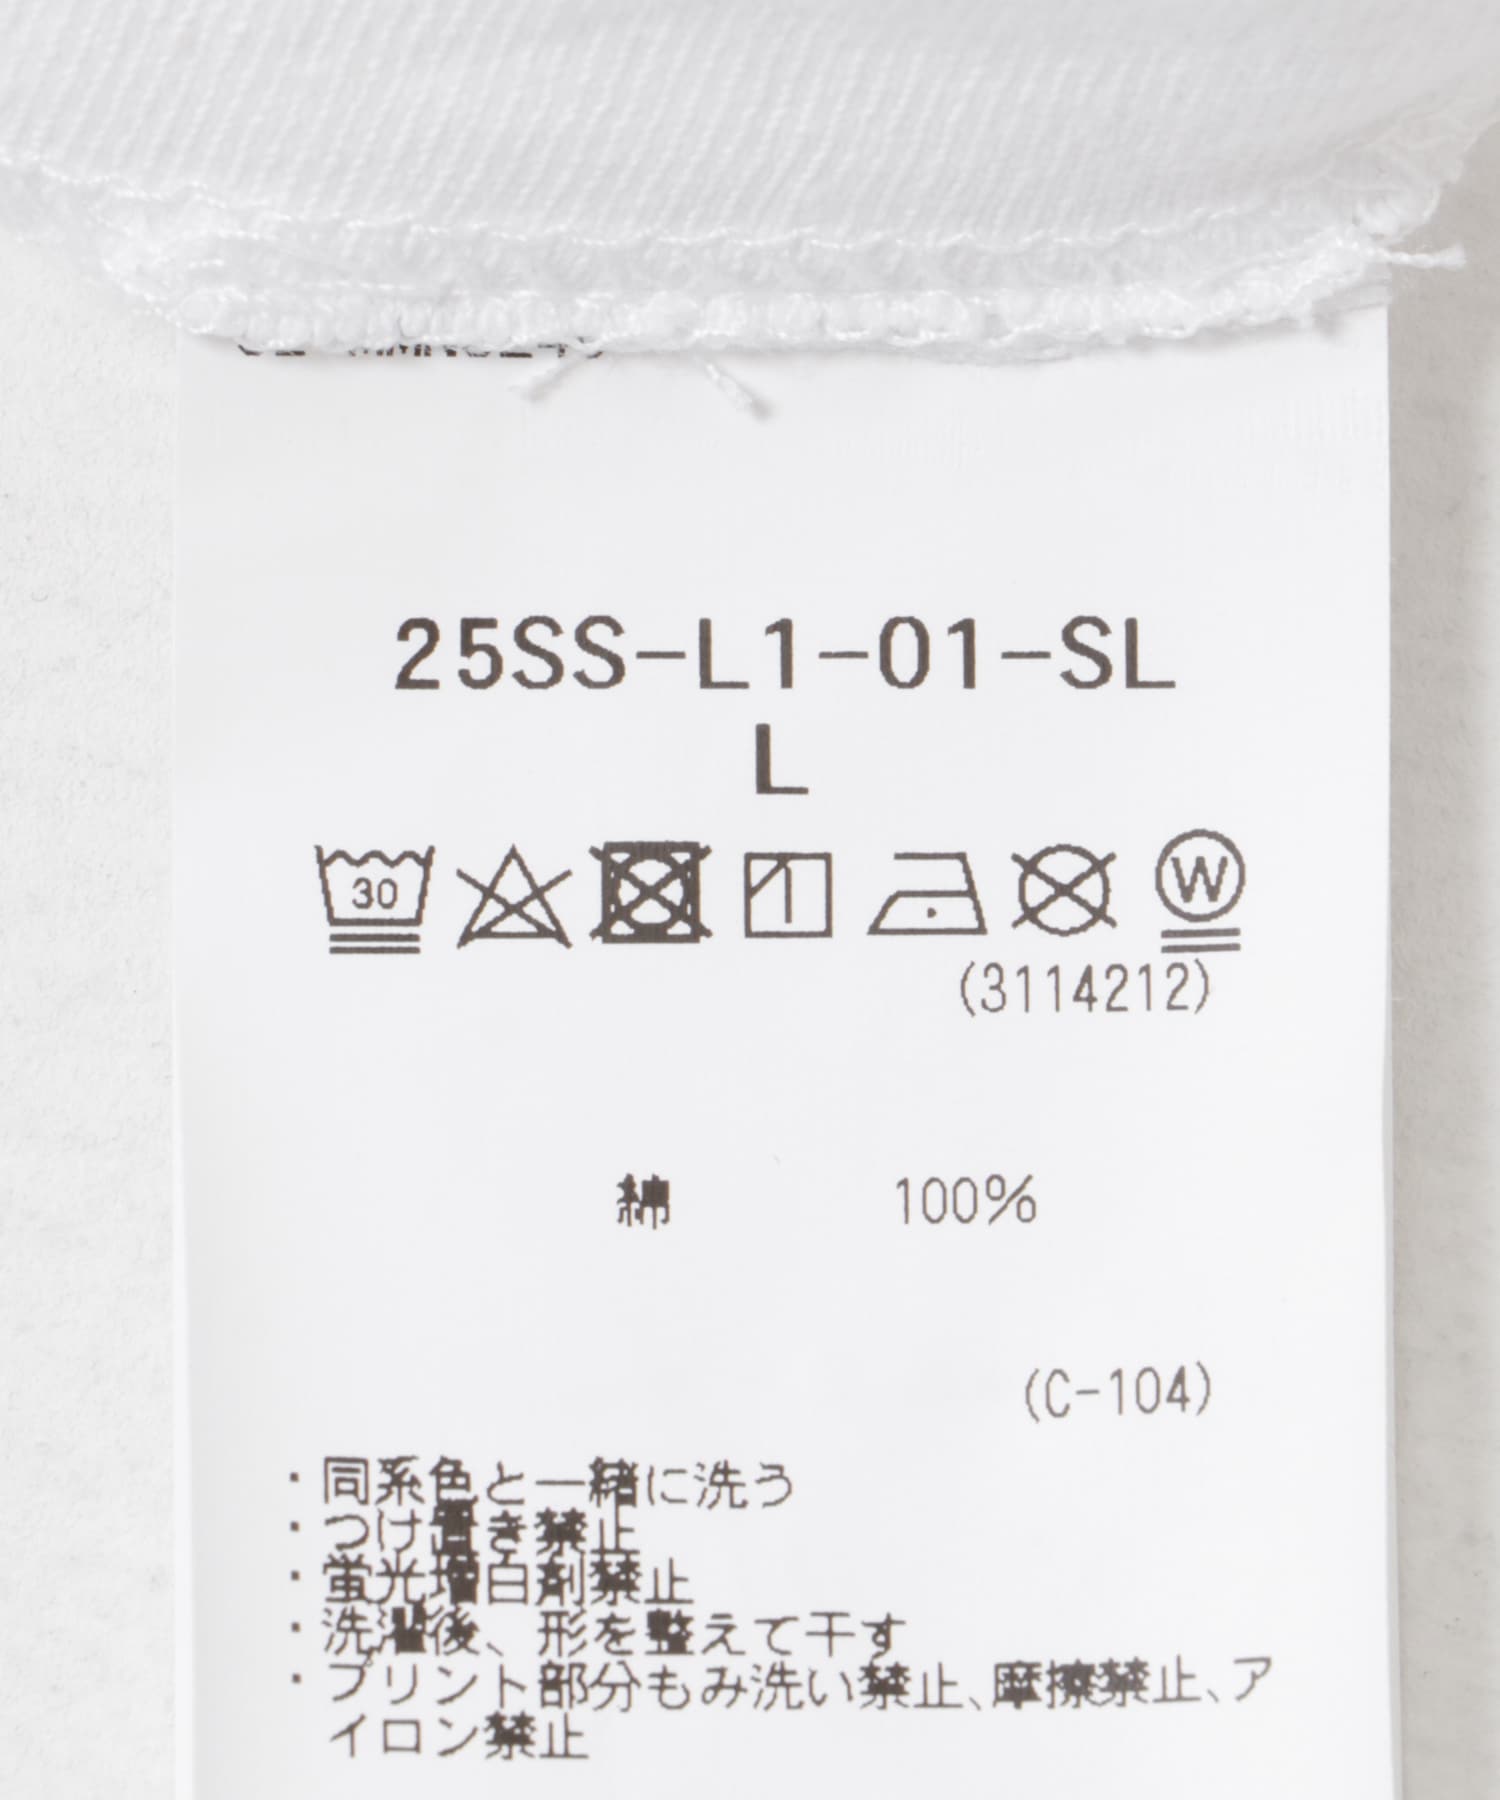 25SS-L1-01-SL
L
30
W
(3114212)
綿 100%
(C-104)
・同系色と一緒に洗う
・つけ置き禁止
・蛍光増白剤禁止
・洗濯後、形を整えて干す
・プリント部分もみ洗い禁止、摩擦禁止、ア
イロン禁止